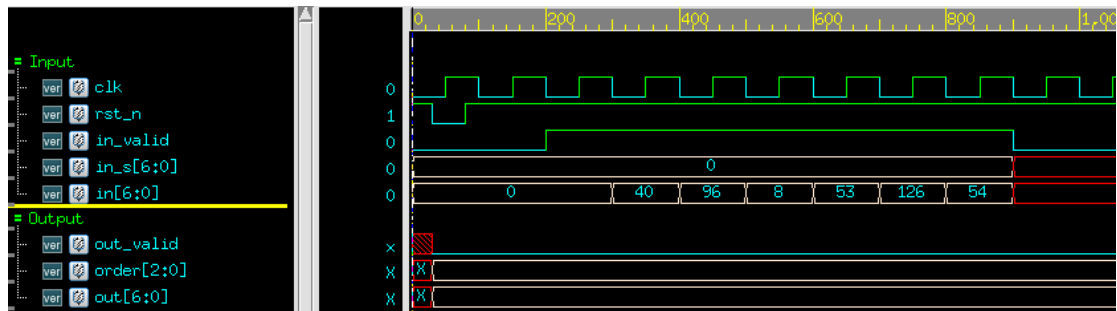 0 200 400 600 800 1,00
= Input
ver clk 0
ver rst_n 1
ver in_valid 0
ver in_s[6:0] 0 0
ver in[6:0] 0 0 40 96 8 53 126 54
= Output
ver out_valid x
ver order[2:0] X X
ver out[6:0] X X